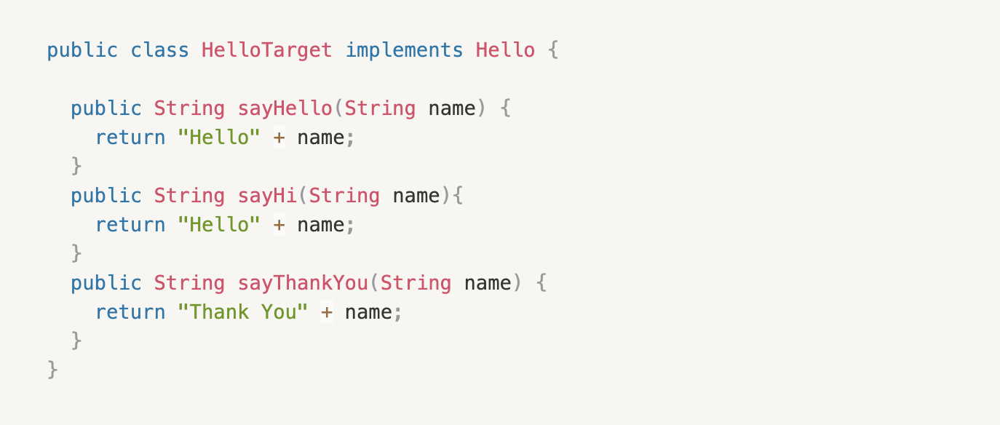 public class HelloTarget implements Hello {

  public String sayHello(String name) {
    return "Hello" + name;
  }
  public String sayHi(String name){
    return "Hello" + name;
  }
  public String sayThankYou(String name) {
    return "Thank You" + name;
  }
}